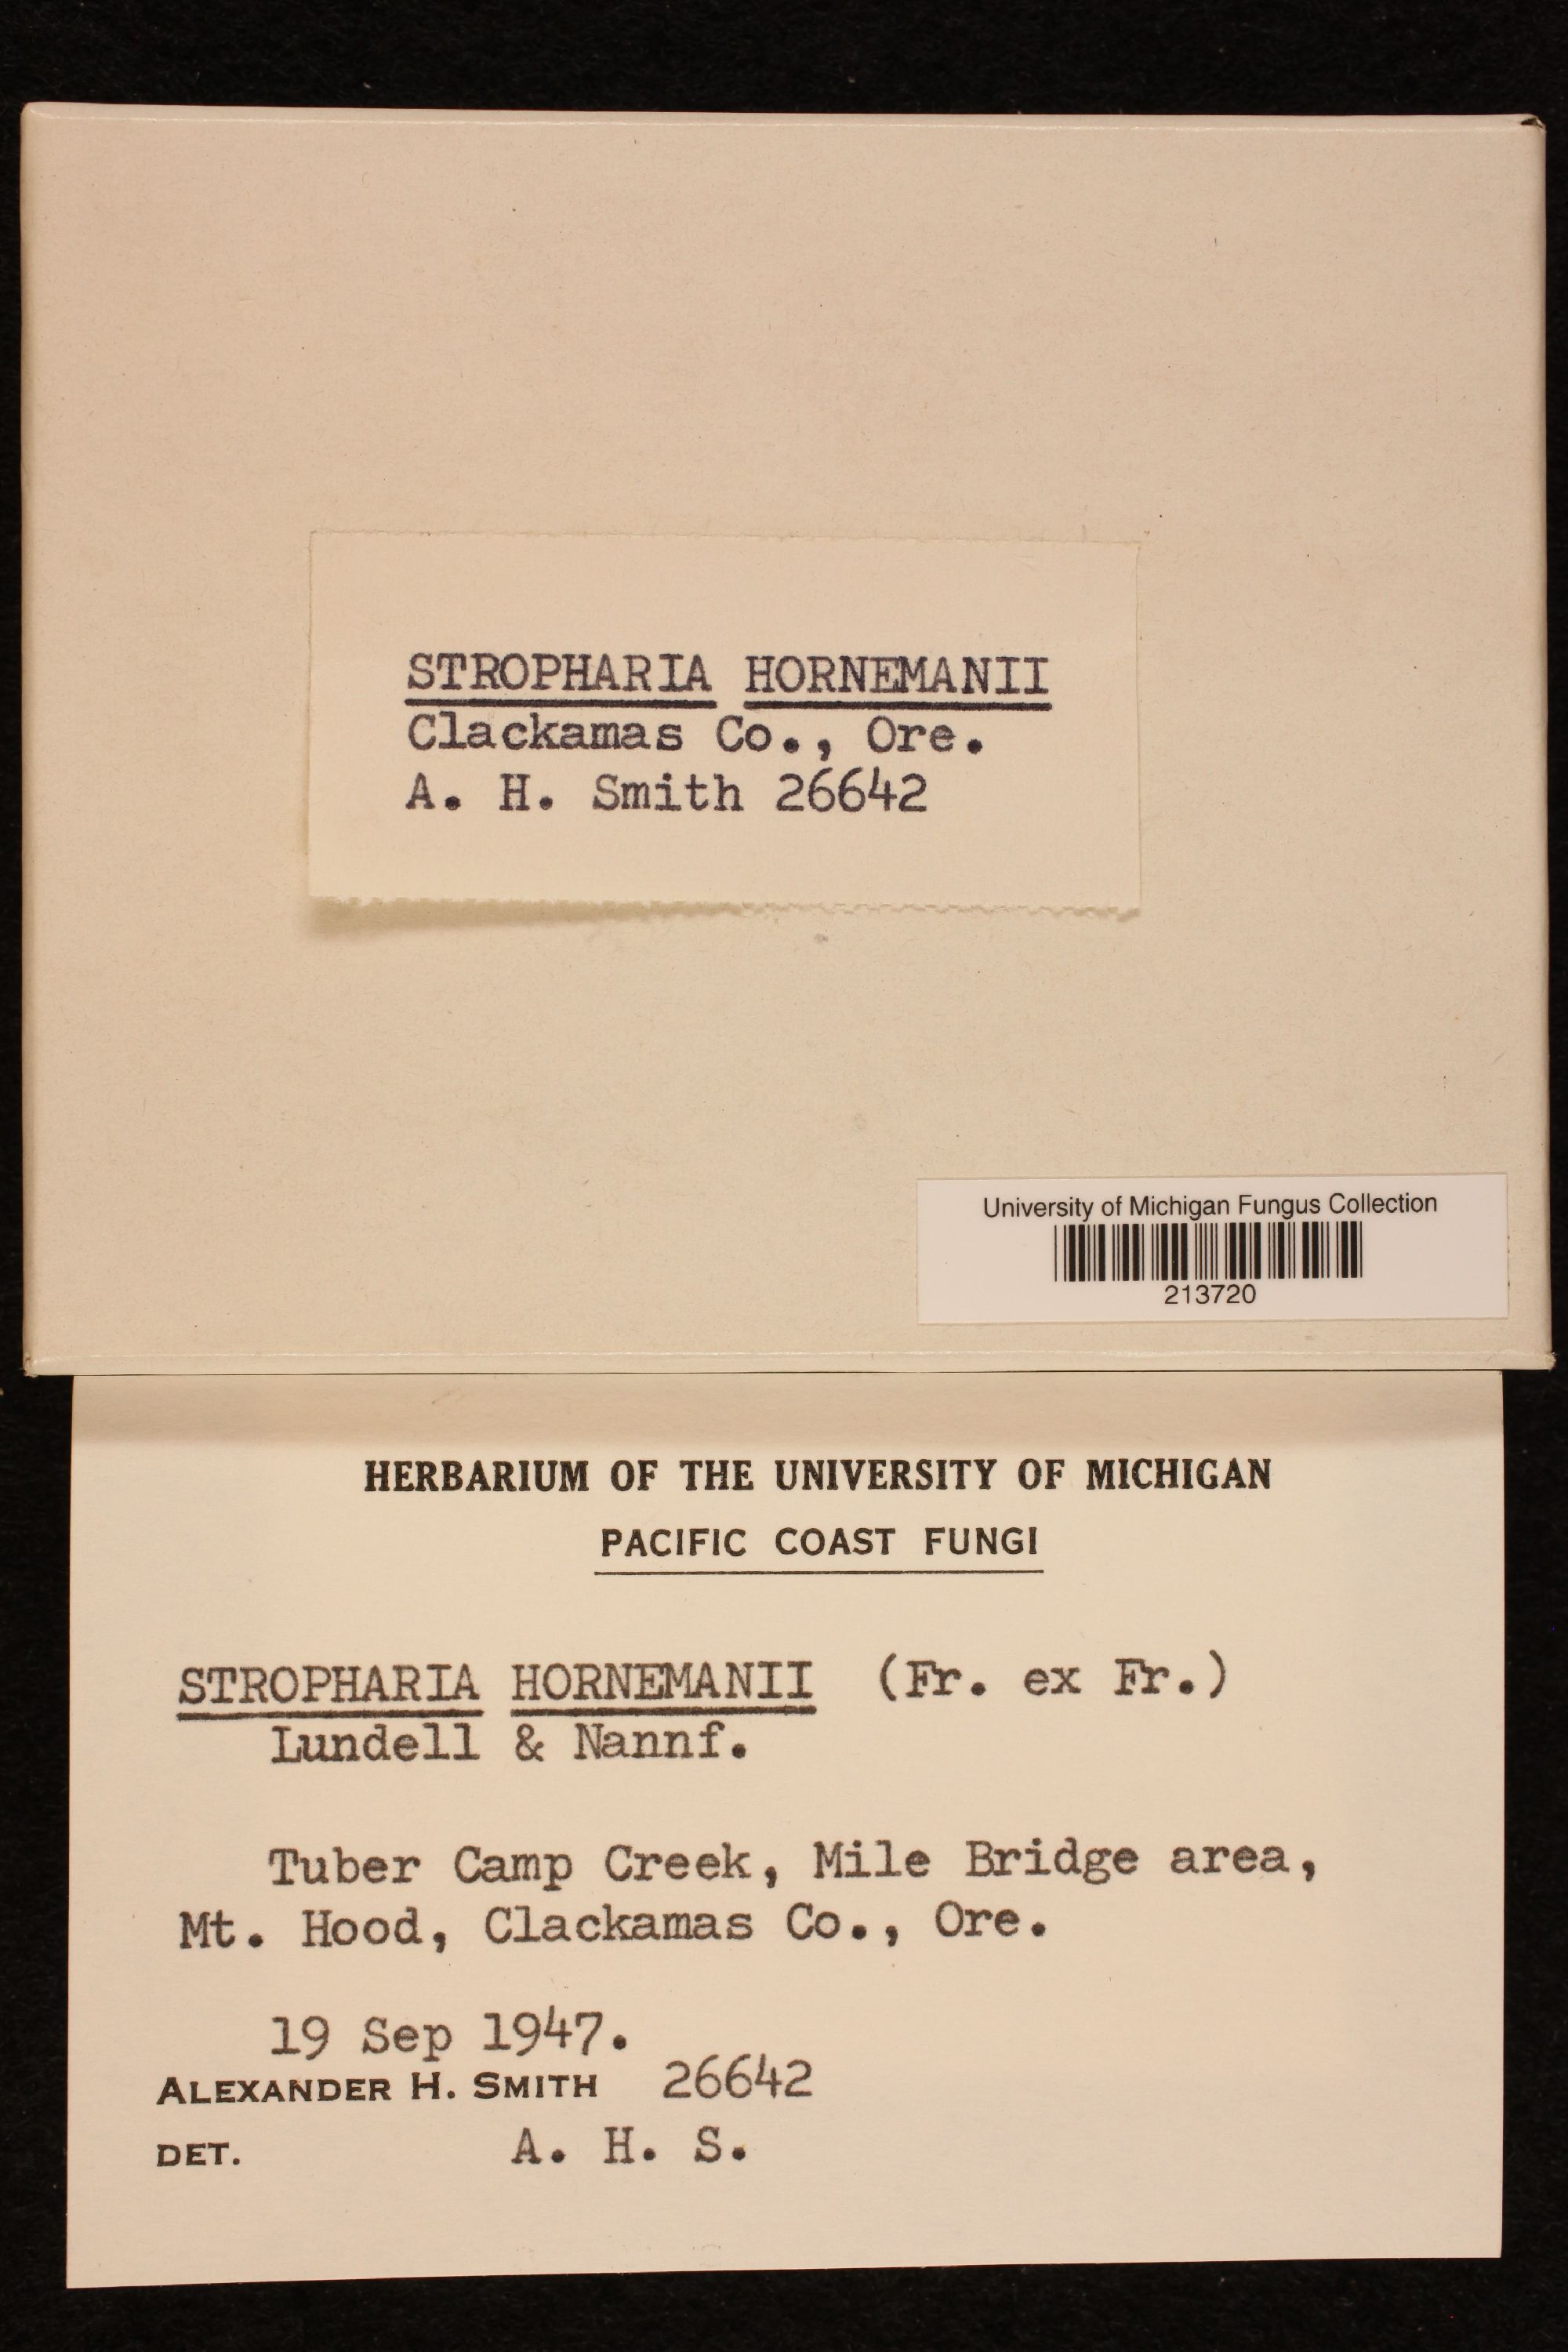 STROPHARIA HORNEMANII
Clackamas Co., Ore.
A. H. Smith 26642
University of Michigan Fungus Collection
213720
HERBARIUM OF THE UNIVERSITY OF MICHIGAN
PACIFIC COAST FUNGI
STROPHARIA HORNEMANII (Fr. ex Fr.)
Lundell & Nannf.
Tuber Camp Creek, Mile Bridge area,
Mt. Hood, Clackamas Co., Ore.
19 Sep 1947.
ALEXANDER H. SMITH 26642
DET. A. H. S.